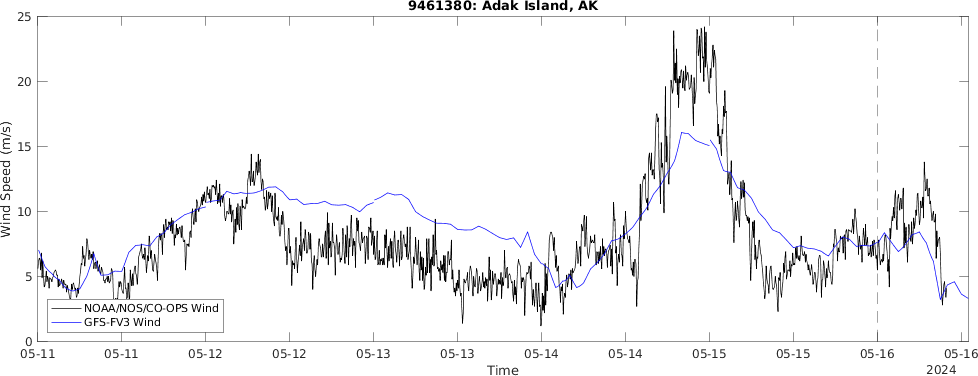 9461380: Adak Island, AK
Wind Speed (m/s)
25
20
15
10
5
0
NOAA/NOS/CO-OPS Wind
GFS-FV3 Wind
05-11 05-11 05-12 05-12 05-13 05-13 05-14 05-14 05-15 05-15 05-16 05-16
Time
2024